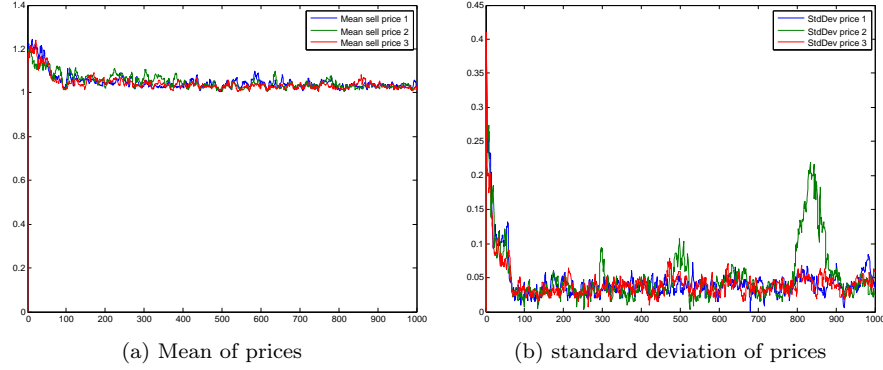 1.4
1.2
1
0.8
0.6
0.4
0.2
0
0 100 200 300 400 500 600 700 800 900 1000
Mean sell price 1
Mean sell price 2
Mean sell price 3
(a) Mean of prices
0.45
0.4
0.35
0.3
0.25
0.2
0.15
0.1
0.05
0
0 100 200 300 400 500 600 700 800 900 1000
StdDev price 1
StdDev price 2
StdDev price 3
(b) standard deviation of prices